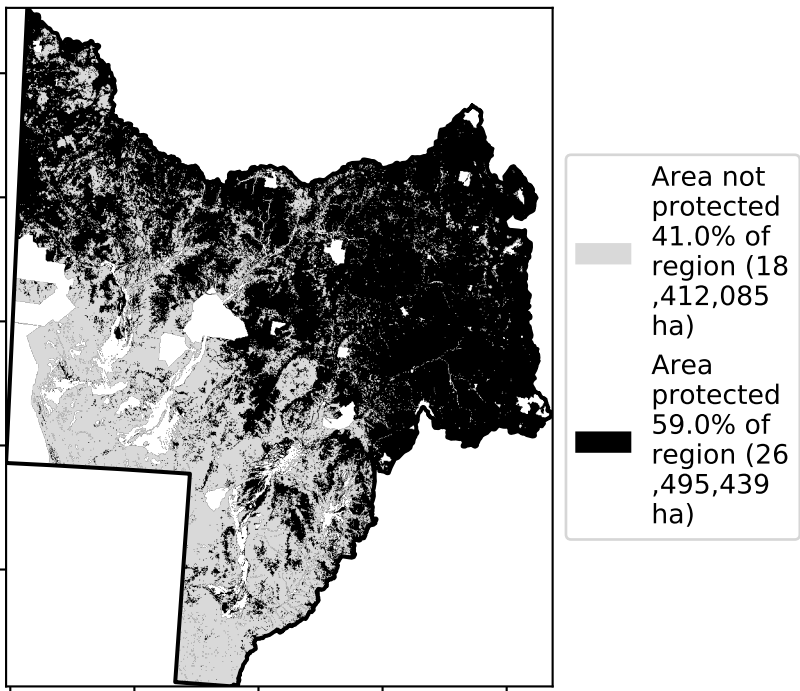 Area not
protected
41.0% of
region (18
,412,085
ha)
Area
protected
59.0% of
region (26
,495,439
ha)